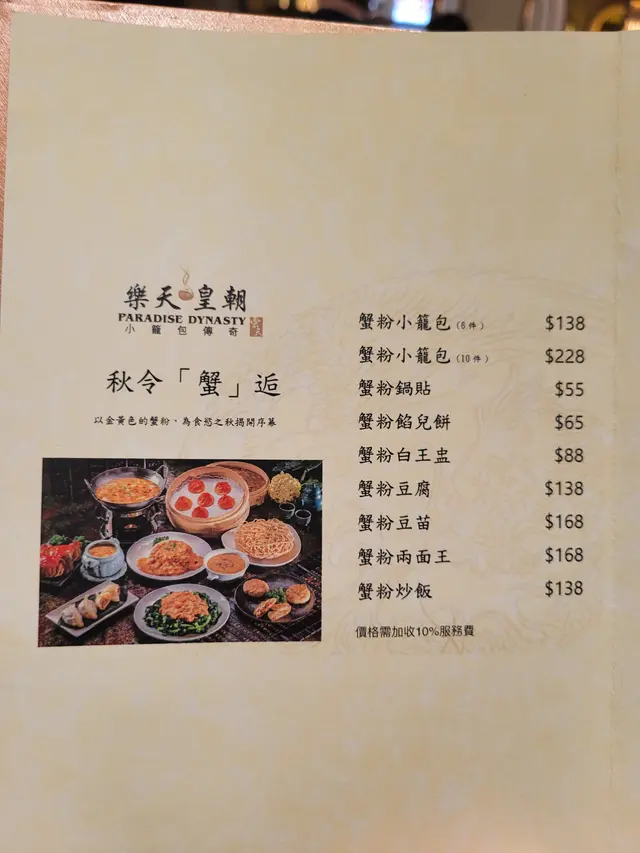 樂天皇朝
PARADISE DYNASTY
小籠包傳奇
秋令「蟹」逅
以金黃色的蟹粉，為食慾之秋揭開序幕
蟹粉小籠包(6件) $138
蟹粉小籠包(10件) $228
蟹粉鍋貼 $55
蟹粉餡兒餅 $65
蟹粉白玉盅 $88
蟹粉豆腐 $138
蟹粉豆苗 $168
蟹粉兩面王 $168
蟹粉炒飯 $138
價格需加收10%服務費